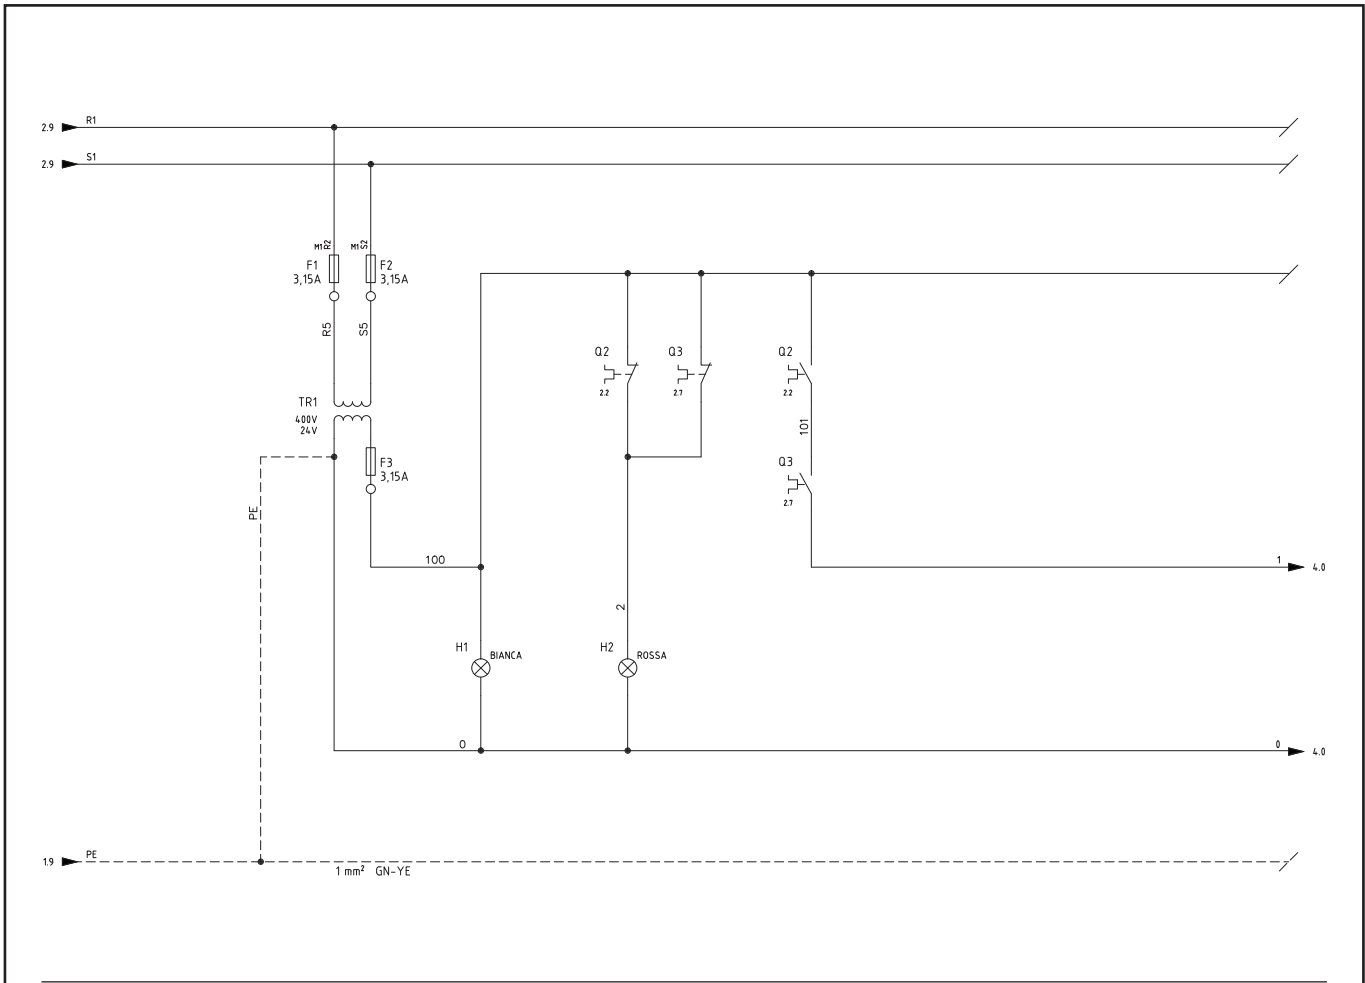 2.9 R1
2.9 S1
M1 R2 M1 S2
F1 F2
3,15A 3,15A
R5 S5
Q2 Q3 Q2
2.2 2.7 2.2
TR1
400V
24V
101
F3
3,15A
Q3
2.7
PE
100
1 4.0
2
H1 BIANCA
H2 ROSSA
0
0 4.0
1.9 PE
1 mm² GN-YE